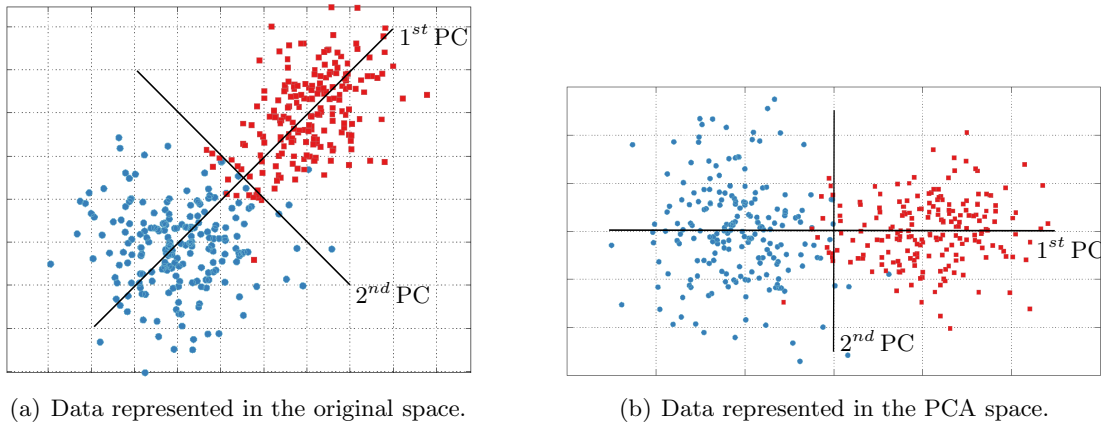 1st PC
2nd PC
(a) Data represented in the original space.
1st PC
2nd PC
(b) Data represented in the PCA space.